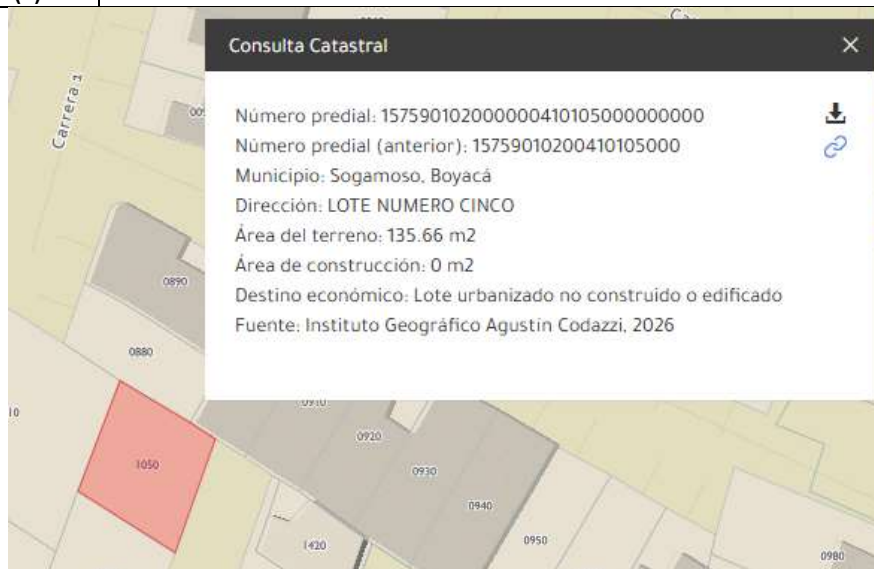 Consulta Catastral
Número predial: 157590102000000410105000000000
Número predial (anterior): 15759010200410105000
Municipio: Sogamoso, Boyacá
Dirección: LOTE NUMERO CINCO
Área del terreno: 135.66 m2
Área de construcción: 0 m2
Destino económico: Lote urbanizado no construido o edificado
Fuente: Instituto Geográfico Agustín Codazzi, 2026
Carrera 1
0890
0880
0910
10
0920
1050
0930
0940
0950
1420
0980